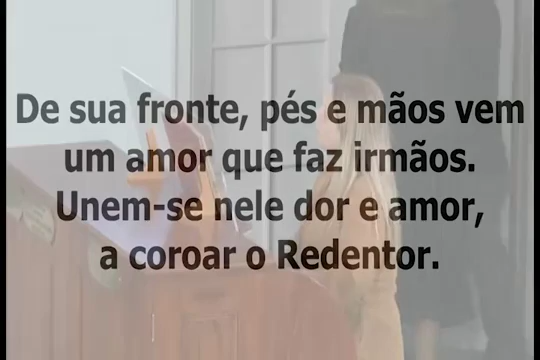 De sua fronte, pés e mãos vem
um amor que faz irmãos.
Unem-se nele dor e amor,
a coroar o Redentor.